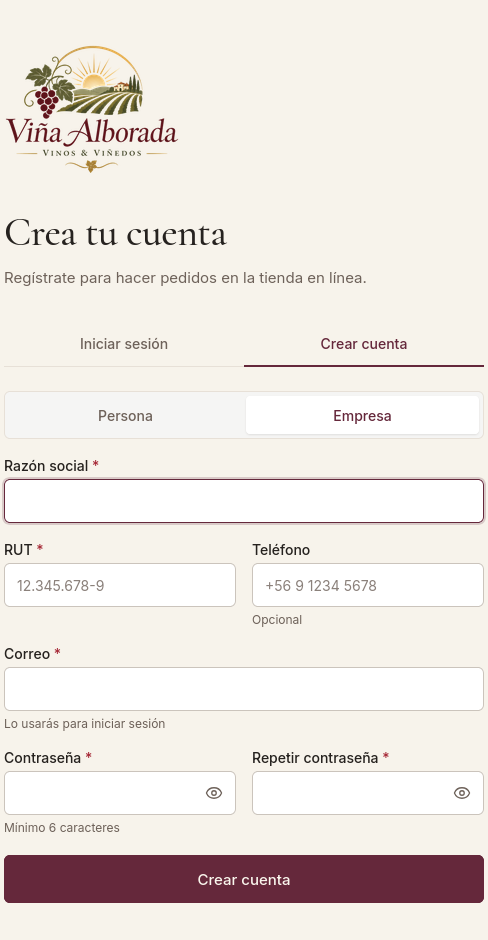 Viña Alborada
VINOS & VIÑEDOS
Crea tu cuenta
Regístrate para hacer pedidos en la tienda en línea.
Iniciar sesión
Crear cuenta
Persona
Empresa
Razón social *
RUT *
Teléfono
12.345.678-9
+56 9 1234 5678
Opcional
Correo *
Lo usarás para iniciar sesión
Contraseña *
Repetir contraseña *
Mínimo 6 caracteres
Crear cuenta